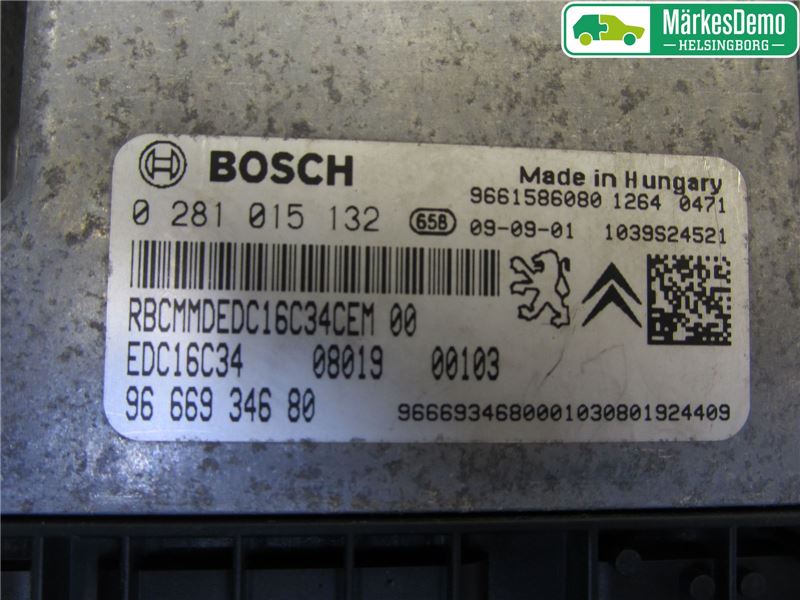 MärkesDemo
HELSINGBORG
BOSCH
Made in Hungary
9661586080 1264 0471
0 281 015 132 658 09-09-01 1039S24521
RBCMMDEDC16C34CEM 00
EDC16C34 08019 00103
96 669 346 80 9666934680001030801924409